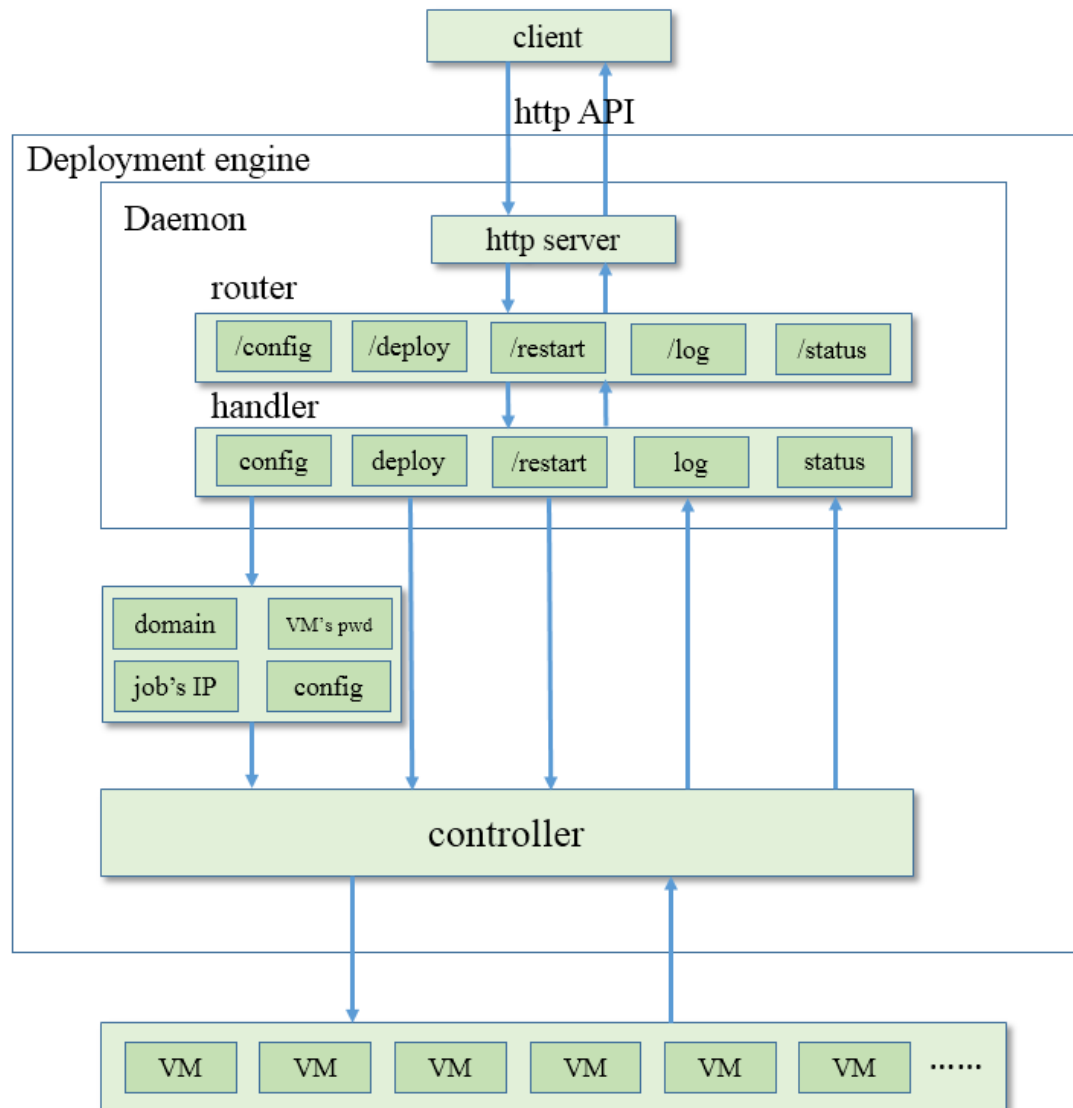 client
http API
Deployment engine
Daemon
http server
router
/config /deploy /restart /log /status
handler
config deploy /restart log status
domain VM's pwd
job's IP config
controller
VM VM VM VM VM VM ……